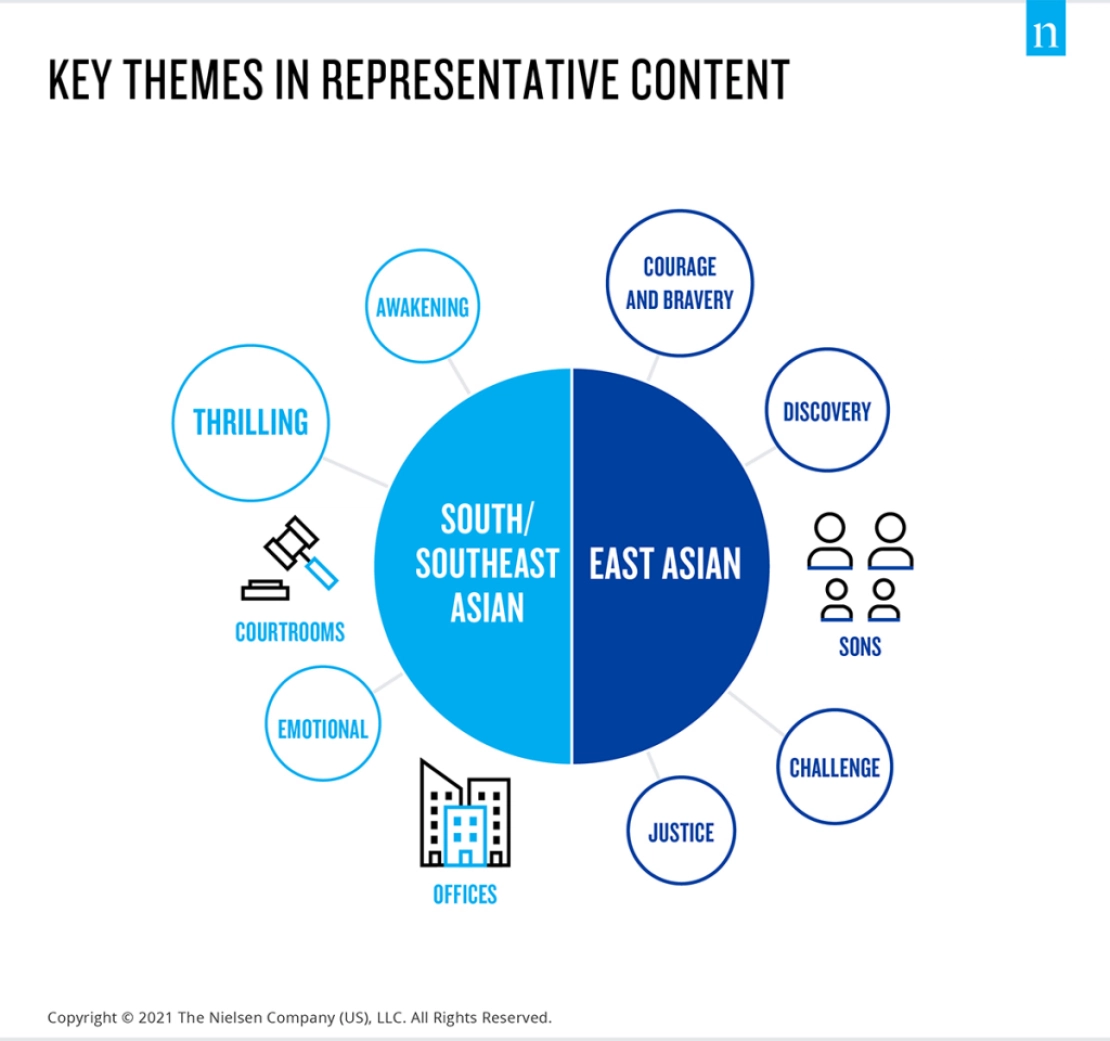 n
KEY THEMES IN REPRESENTATIVE CONTENT
AWAKENING
COURAGE
AND BRAVERY
THRILLING
DISCOVERY
SOUTH/
SOUTHEAST
ASIAN
EAST ASIAN
COURTROOMS
SONS
EMOTIONAL
CHALLENGE
JUSTICE
OFFICES
Copyright © 2021 The Nielsen Company (US), LLC. All Rights Reserved.